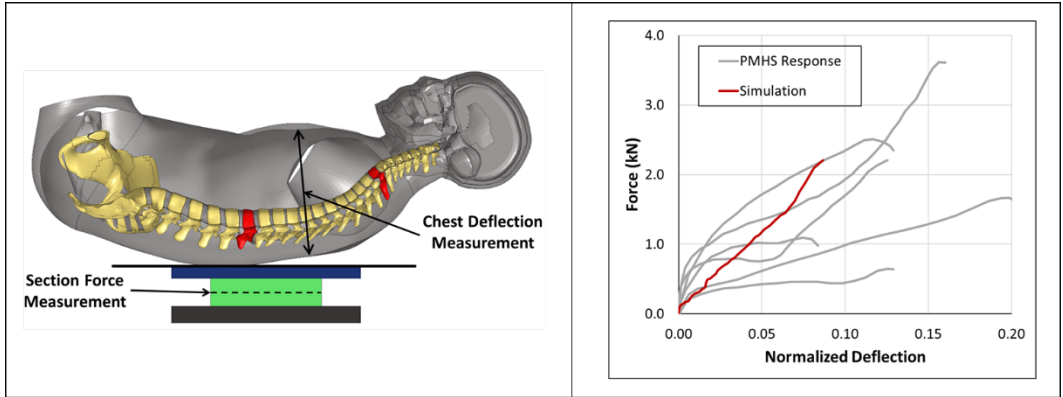 Chest Deflection
Measurement
Section Force
Measurement
4.0
3.0
2.0
1.0
0.0
Force (kN)
PMHS Response
Simulation
0.00
0.05
0.10
0.15
0.20
Normalized Deflection